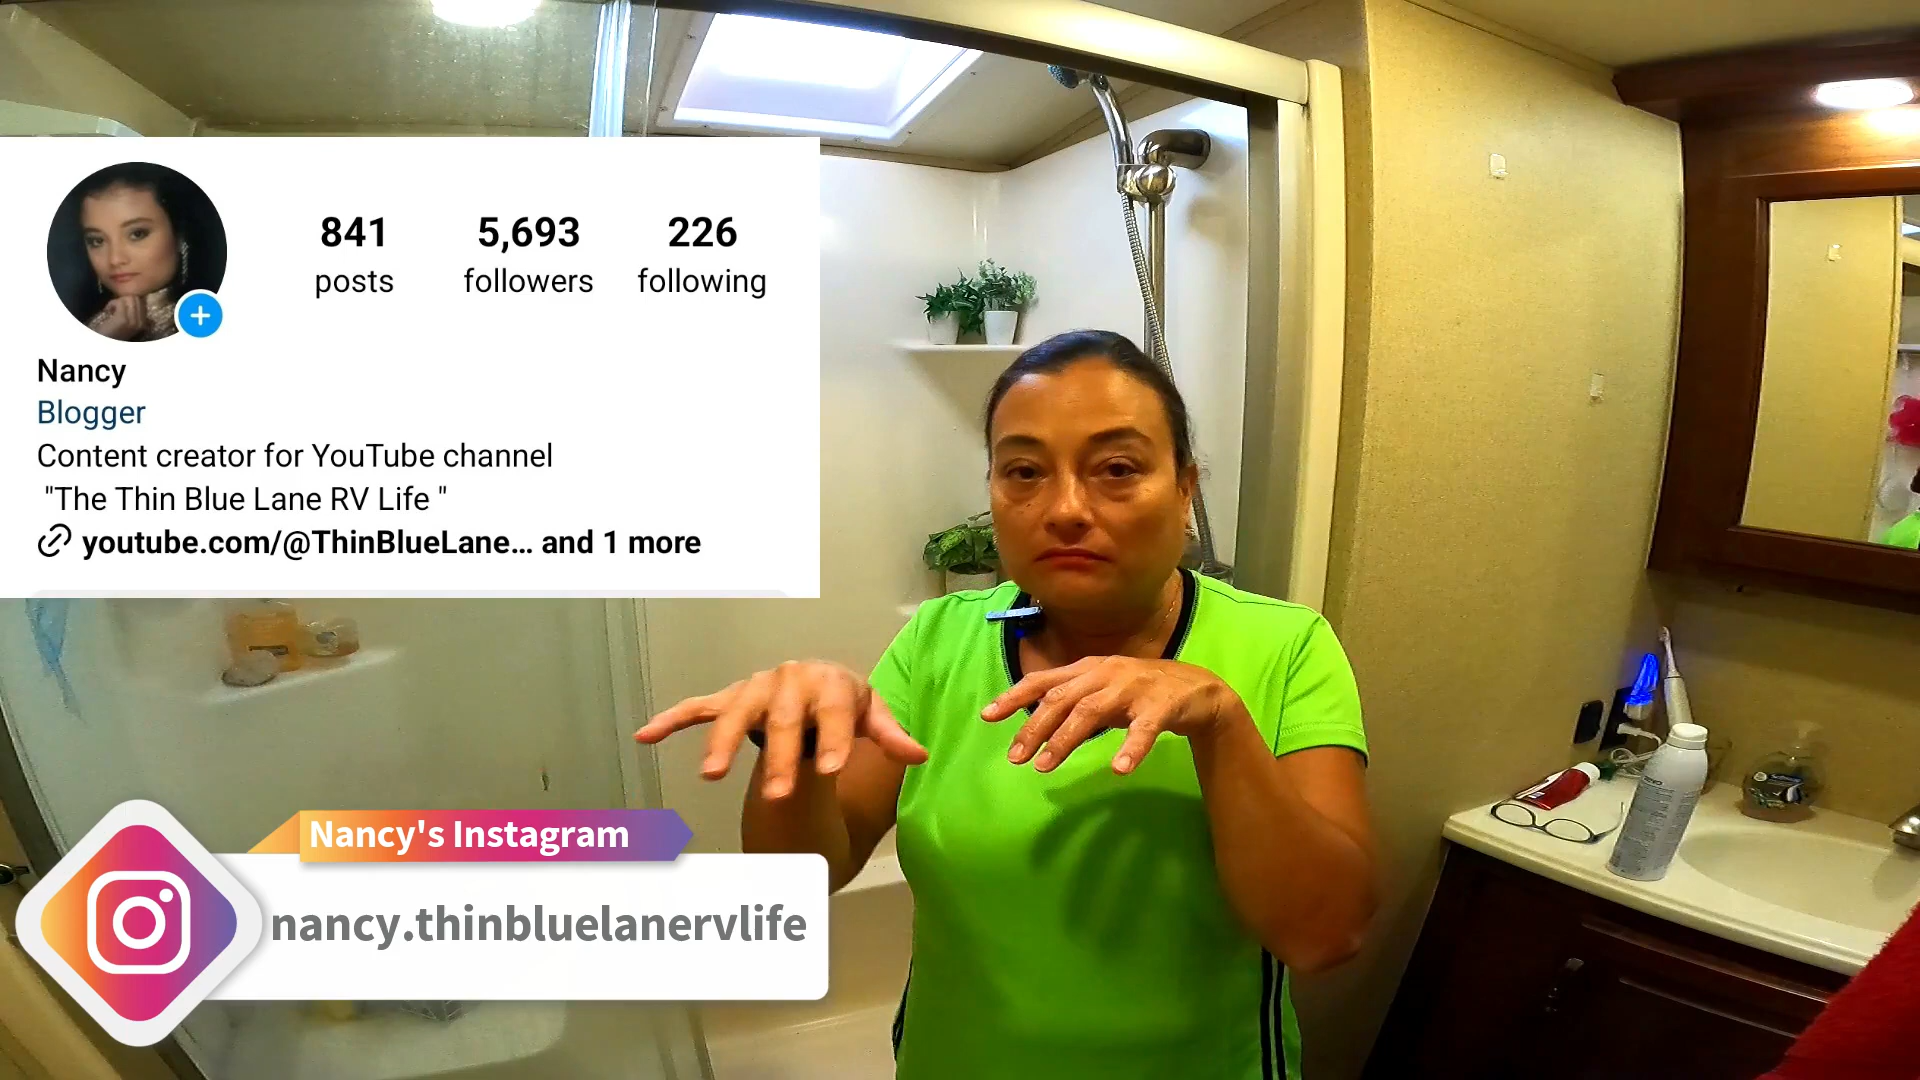 841 5,693 226
posts followers following
Nancy
Blogger
Content creator for YouTube channel
"The Thin Blue Lane RV Life "
youtube.com/@ThinBlueLane... and 1 more
Nancy's Instagram
nancy.thinbluelanervlife